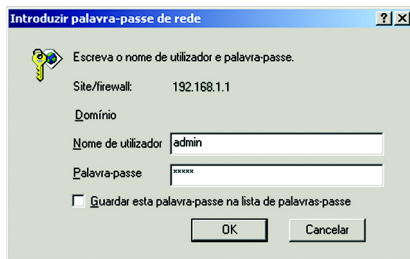 Introduzir palavra-passe de rede
Escreva o nome de utilizador e palavra-passe.
Site/firewall: 192.168.1.1
Domínio
Nome de utilizador admin
Palavra-passe *****
Guardar esta palavra-passe na lista de palavras-passe
OK Cancelar